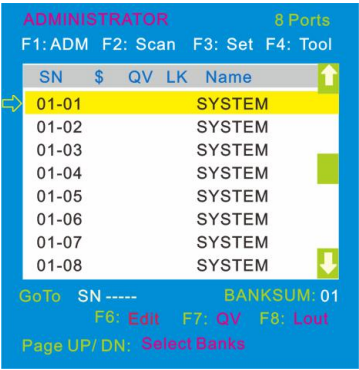 ADMINISTRATOR 8 Ports
F1: ADM F2: Scan F3: Set F4: Tool
SN $ QV LK Name
01-01 SYSTEM
01-02 SYSTEM
01-03 SYSTEM
01-04 SYSTEM
01-05 SYSTEM
01-06 SYSTEM
01-07 SYSTEM
01-08 SYSTEM
GoTo SN ----- BANKSUM: 01
F6: Edit F7: QV F8: Lout
Page UP/ DN: Select Banks